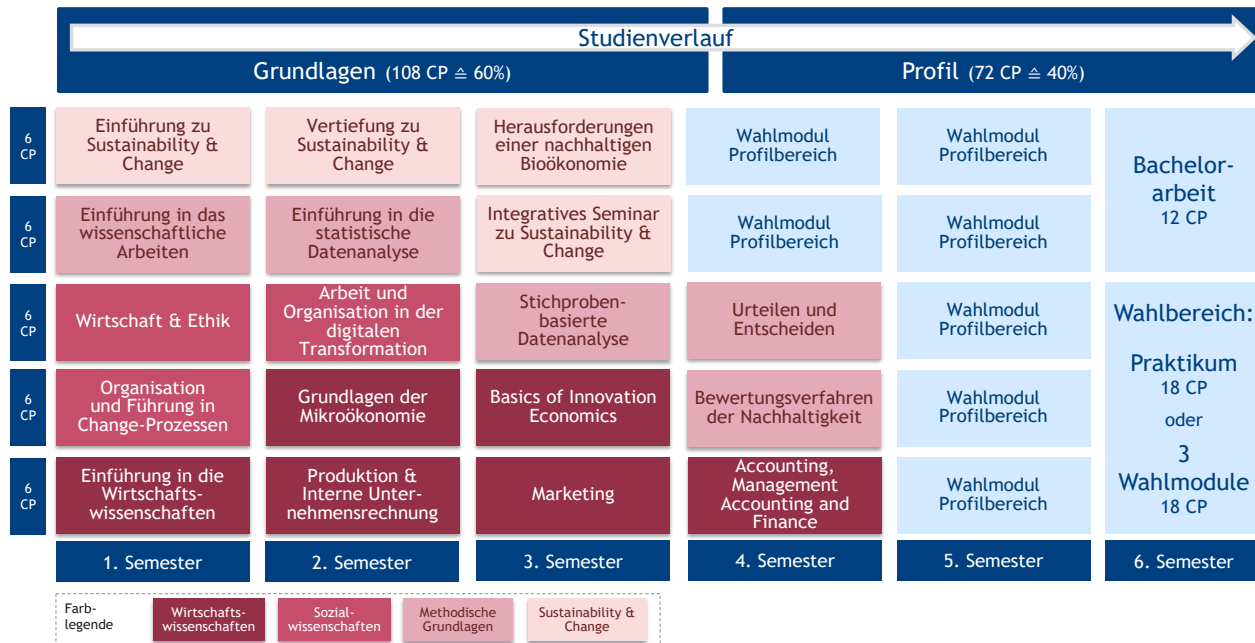 Studienverlauf
Grundlagen (108 CP ≙ 60%)
Profil (72 CP ≙ 40%)
6
CP
Einführung zu
Sustainability &
Change
Vertiefung zu
Sustainability &
Change
Herausforderungen
einer nachhaltigen
Bioökonomie
Wahlmodul
Profilbereich
Wahlmodul
Profilbereich
Bachelor-
arbeit
12 CP
6
CP
Einführung in das
wissenschaftliche
Arbeiten
Einführung in die
statistische
Datenanalyse
Integratives Seminar
zu Sustainability &
Change
Wahlmodul
Profilbereich
Wahlmodul
Profilbereich
6
CP
Wirtschaft & Ethik
Arbeit und
Organisation in der
digitalen
Transformation
Stichproben-
basierte
Datenanalyse
Urteilen und
Entscheiden
Wahlmodul
Profilbereich
Wahlbereich:
Praktikum
18 CP
oder
3
Wahlmodule
18 CP
6
CP
Organisation
und Führung in
Change-Prozessen
Grundlagen der
Mikroökonomie
Basics of Innovation
Economics
Bewertungsverfahren
der Nachhaltigkeit
Wahlmodul
Profilbereich
6
CP
Einführung in die
Wirtschafts-
wissenschaften
Produktion &
Interne Unter-
nehmensrechnung
Marketing
Accounting,
Management
Accounting and
Finance
Wahlmodul
Profilbereich
1. Semester
2. Semester
3. Semester
4. Semester
5. Semester
6. Semester
Farb-
legende
Wirtschafts-
wissenschaften
Sozial-
wissenschaften
Methodische
Grundlagen
Sustainability &
Change